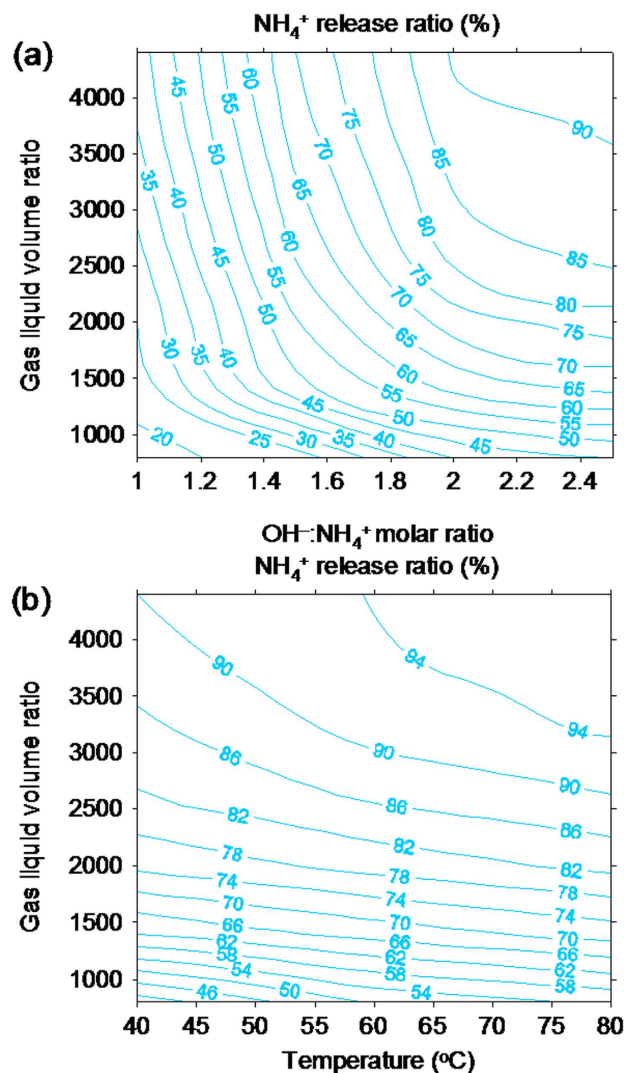 NH₄⁺ release ratio (%)
(a)
4000
3500
3000
2500
2000
1500
1000
Gas liquid volume ratio
45 60
55 75 90
50 70 85
35 40 65 80
45 60 75 85
55 70 80
50 65 75
30 35 40 60 70
55 65
45 50 60
20 25 30 35 40 45 50 55
1 1.2 1.4 1.6 1.8 2 2.2 2.4
OH⁻:NH₄⁺ molar ratio
NH₄⁺ release ratio (%)
(b)
4000
3500
3000
2500
2000
1500
1000
Gas liquid volume ratio
90 94
94
86 90
90
82 86
86
78 82 82
74 78 78
70 74 74
66 70 70
62 66 66
58 62 62
54 58 58
46 50 54
40 45 50 55 60 65 70 75 80
Temperature (ºC)